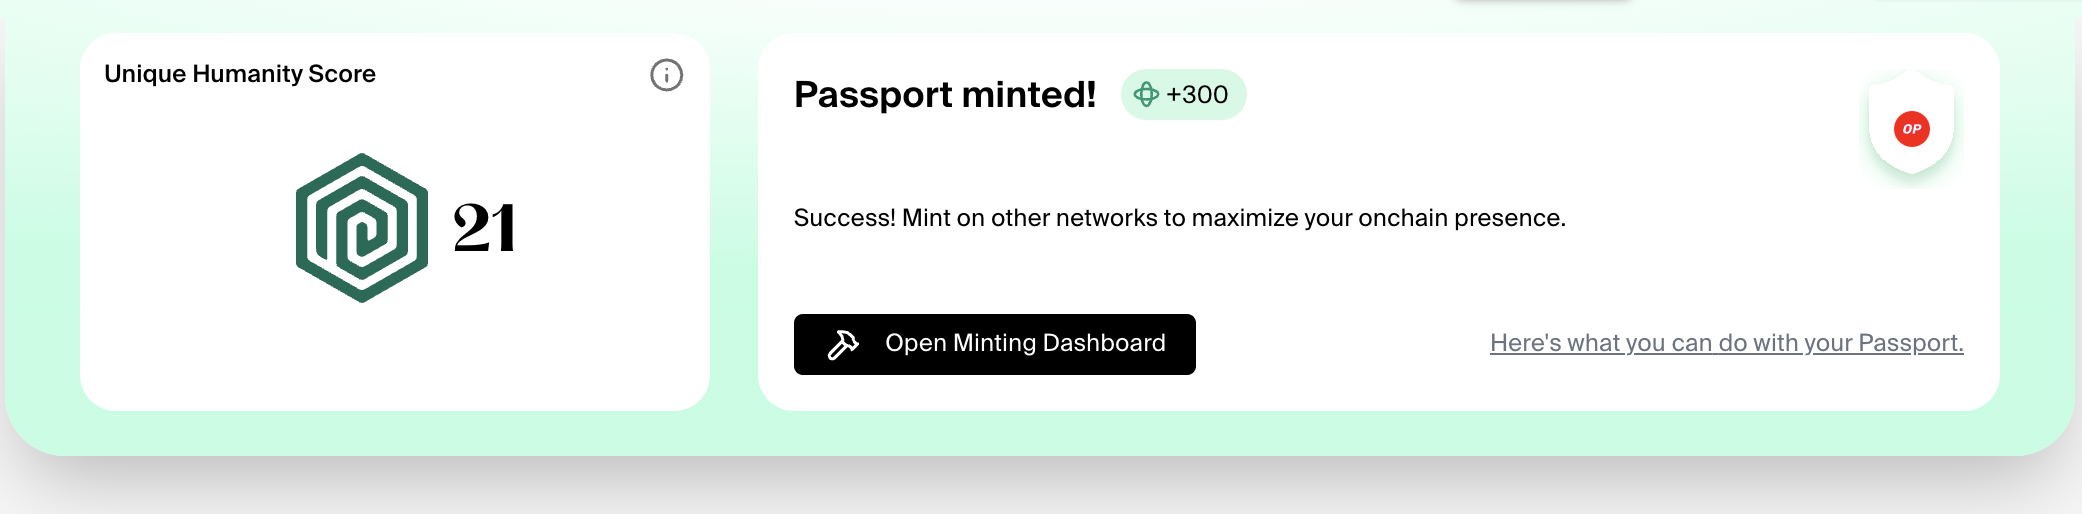 Unique Humanity Score
21
Passport minted! +300
OP
Success! Mint on other networks to maximize your onchain presence.
Open Minting Dashboard
Here's what you can do with your Passport.